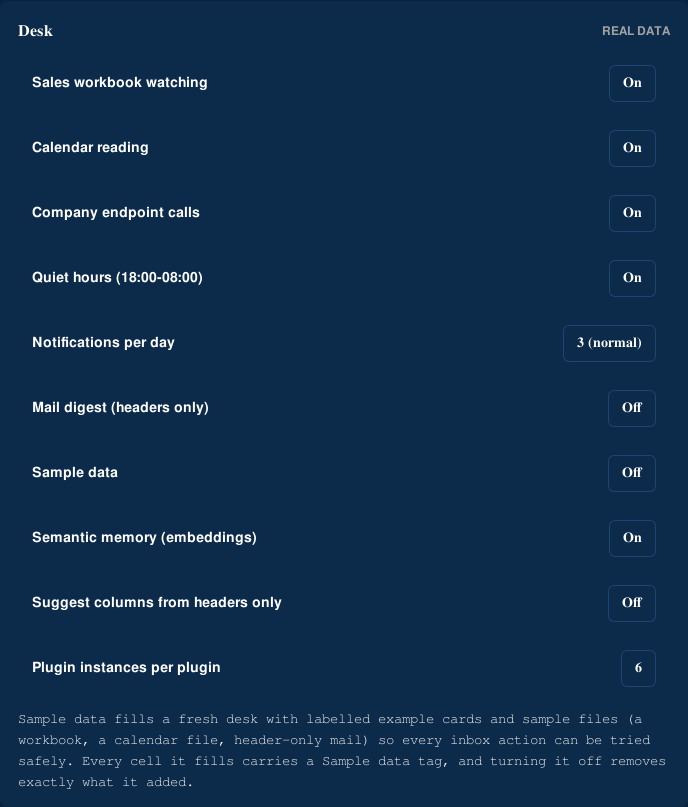 Desk
REAL DATA
Sales workbook watching
On
Calendar reading
On
Company endpoint calls
On
Quiet hours (18:00-08:00)
On
Notifications per day
3 (normal)
Mail digest (headers only)
Off
Sample data
Off
Semantic memory (embeddings)
On
Suggest columns from headers only
Off
Plugin instances per plugin
6
Sample data fills a fresh desk with labelled example cards and sample files (a
workbook, a calendar file, header-only mail) so every inbox action can be tried
safely. Every cell it fills carries a Sample data tag, and turning it off removes
exactly what it added.